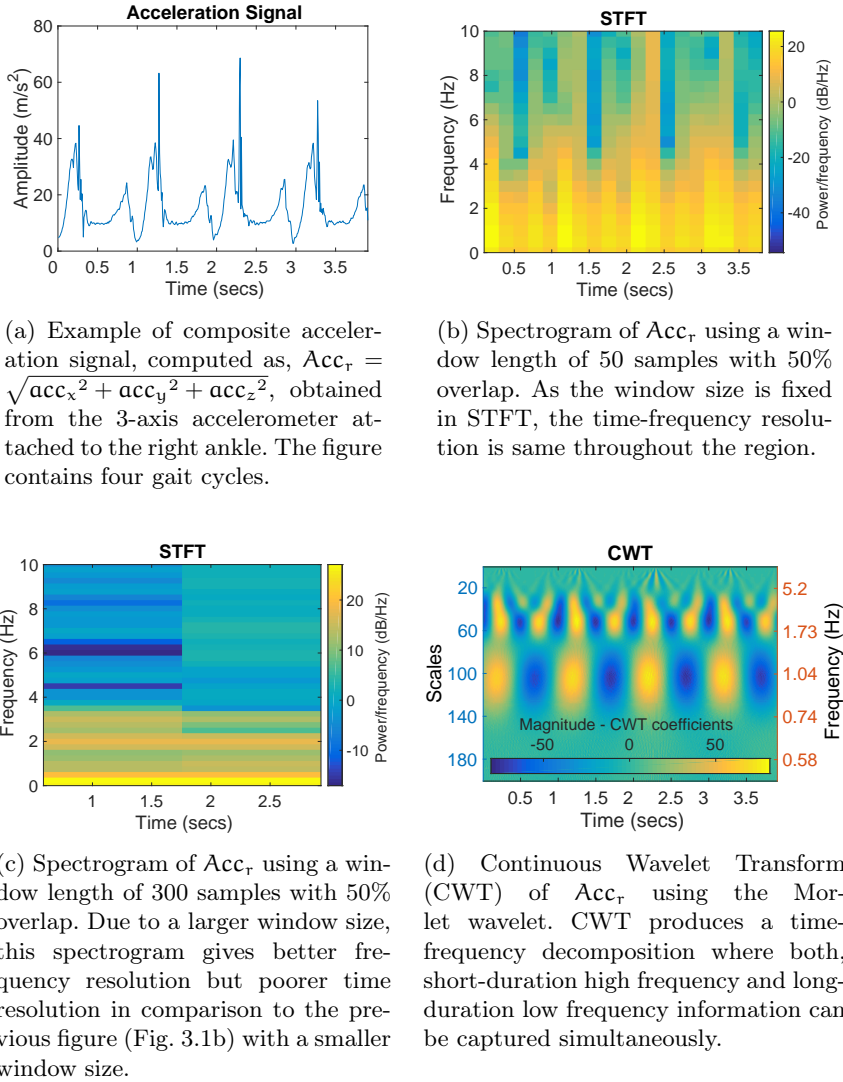 Acceleration Signal
80
60
40
20
0
Amplitude (m/s²)
0 0.5 1 1.5 2 2.5 3 3.5
Time (secs)
STFT
10
8
6
4
2
0
Frequency (Hz)
0.5 1 1.5 2 2.5 3 3.5
Time (secs)
20
0
-20
-40
Power/frequency (dB/Hz)
(a) Example of composite acceler-
ation signal, computed as, Accᵣ =
√(accₓ² + acc_y² + acc_z²), obtained
from the 3-axis accelerometer at-
tached to the right ankle. The figure
contains four gait cycles.
(b) Spectrogram of Accᵣ using a win-
dow length of 50 samples with 50%
overlap. As the window size is fixed
in STFT, the time-frequency resolu-
tion is same throughout the region.
STFT
10
8
6
4
2
0
Frequency (Hz)
1 1.5 2 2.5
Time (secs)
20
10
0
-10
Power/frequency (dB/Hz)
CWT
20
60
100
140
180
Scales
5.2
1.73
1.04
0.74
0.58
Frequency (Hz)
Magnitude - CWT coefficients
-50 0 50
0.5 1 1.5 2 2.5 3 3.5
Time (secs)
(c) Spectrogram of Accᵣ using a win-
dow length of 300 samples with 50%
overlap. Due to a larger window size,
this spectrogram gives better fre-
quency resolution but poorer time
resolution in comparison to the pre-
vious figure (Fig. 3.1b) with a smaller
window size.
(d) Continuous Wavelet Transform
(CWT) of Accᵣ using the Mor-
let wavelet. CWT produces a time-
frequency decomposition where both,
short-duration high frequency and long-
duration low frequency information can
be captured simultaneously.